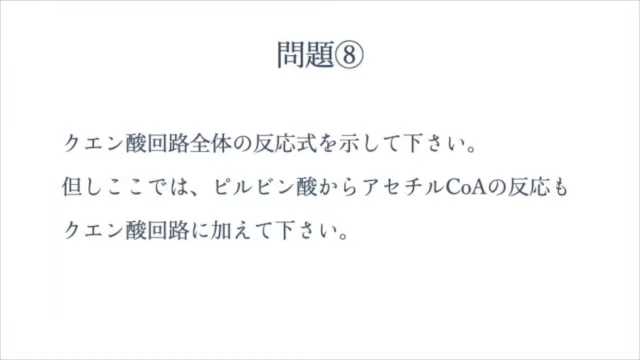 問題⑧
クエン酸回路全体の反応式を示して下さい。
但しここでは、ピルビン酸からアセチルCoAの反応も
クエン酸回路に加えて下さい。